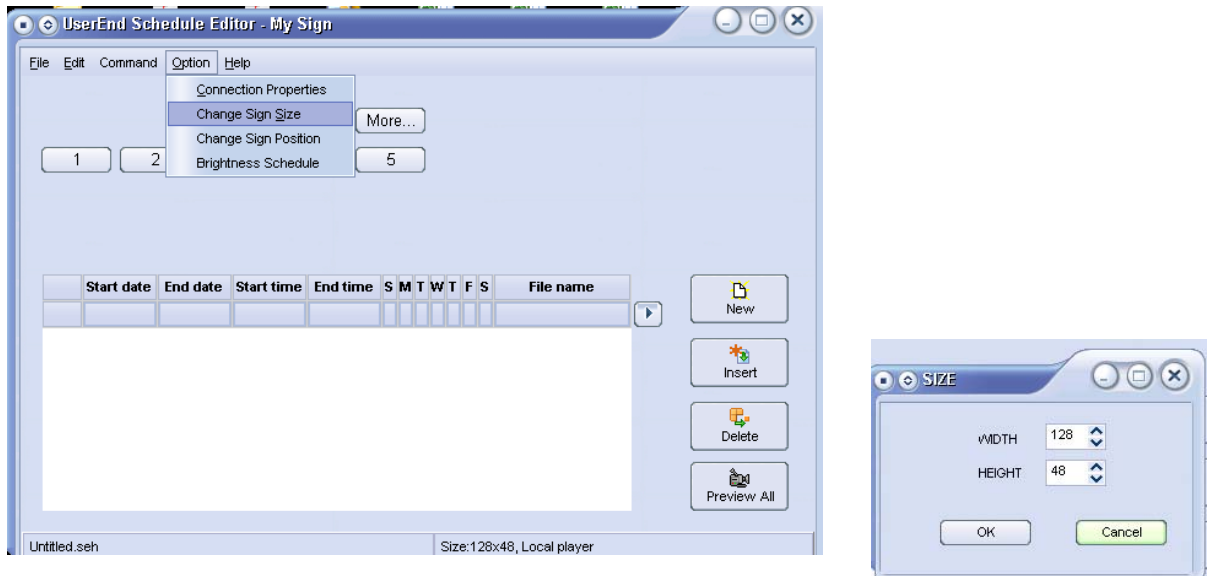 UserEnd Schedule Editor - My Sign
File Edit Command Option Help
Connection Properties
Change Sign Size
Change Sign Position
Brightness Schedule
More...
1 2 5
Start date End date Start time End time S M T W T F S File name
New
Insert
Delete
Preview All
Untitled.seh Size:128x48, Local player
SIZE
WIDTH 128
HEIGHT 48
OK Cancel